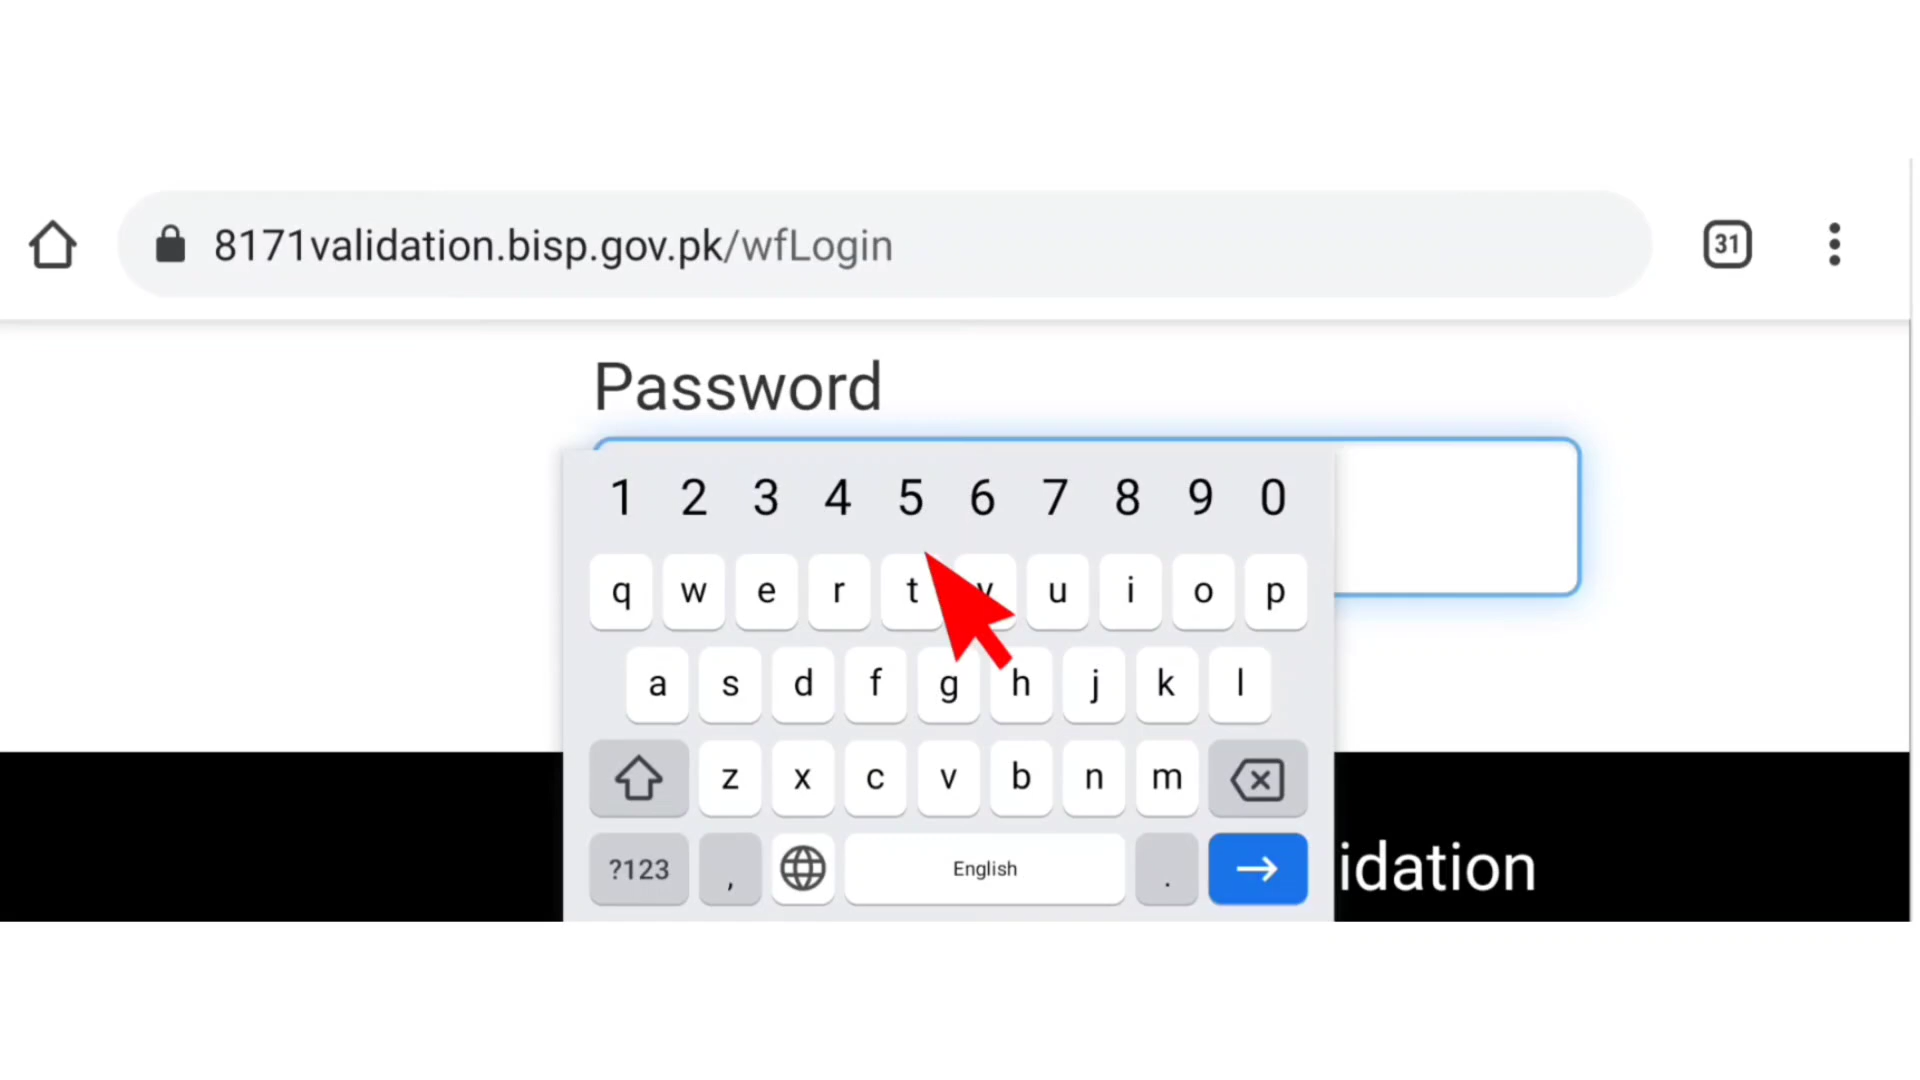 8171validation.bisp.gov.pk/wfLogin
31
Password
1 2 3 4 5 6 7 8 9 0
q w e r t y u i o p
a s d f g h j k l
z x c v b n m
?123 , English .
idation